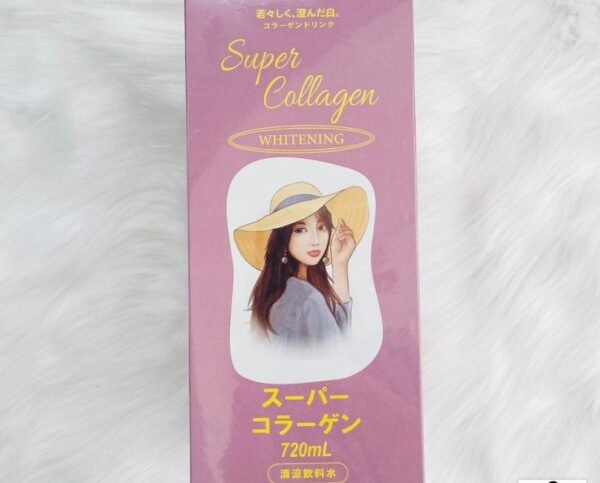 若々しく、澄んだ白。
コラーゲンドリンク
Super
Collagen
WHITENING
スーパー
コラーゲン
720mL
清涼飲料水